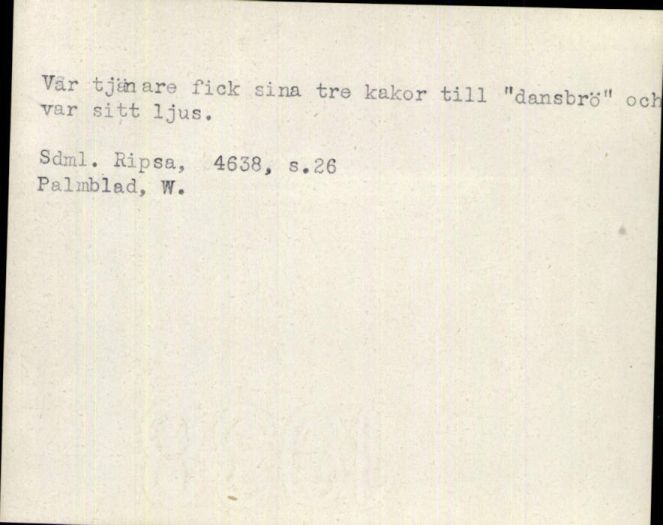 Vår tjänare fick sina tre kakor till "dansbrö" och
var sitt ljus.
Sdml. Ripsa, 4638, s.26
Palmblad, W.